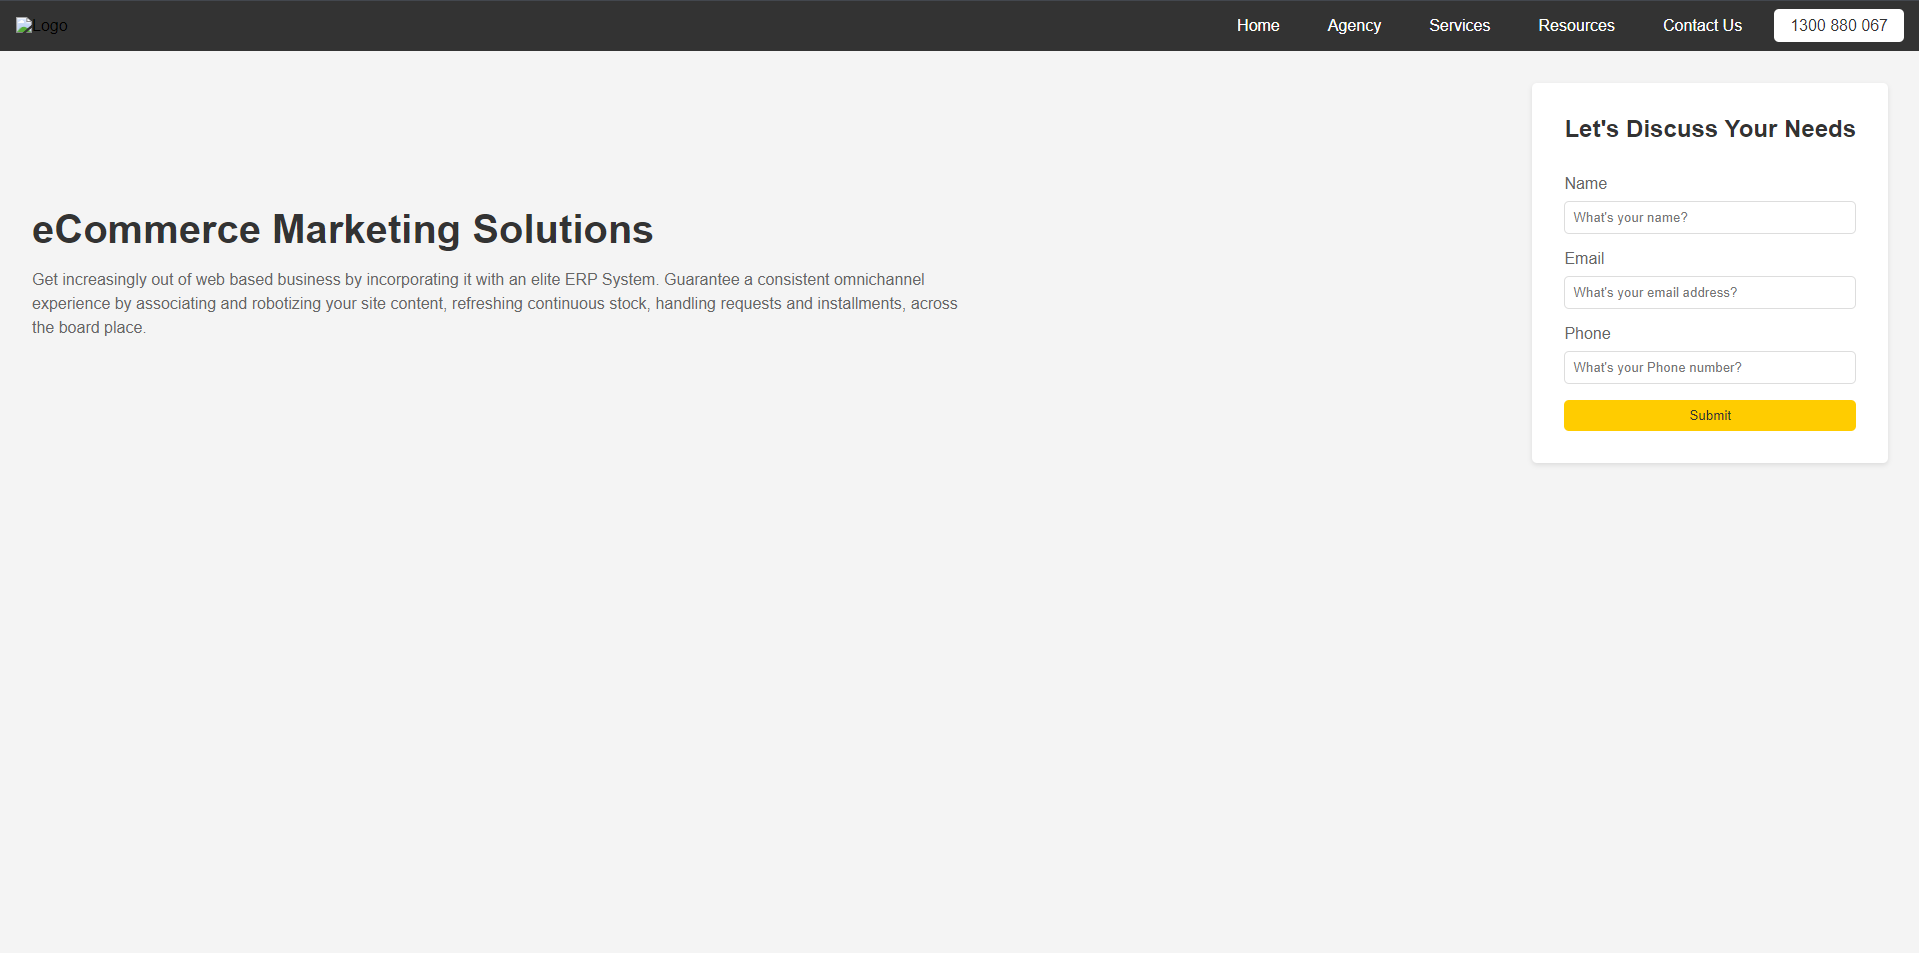 Logo
Home
Agency
Services
Resources
Contact Us
1300 880 067
eCommerce Marketing Solutions
Get increasingly out of web based business by incorporating it with an elite ERP System. Guarantee a consistent omnichannel
experience by associating and robotizing your site content, refreshing continuous stock, handling requests and installments, across
the board place.
Let's Discuss Your Needs
Name
What's your name?
Email
What's your email address?
Phone
What's your Phone number?
Submit